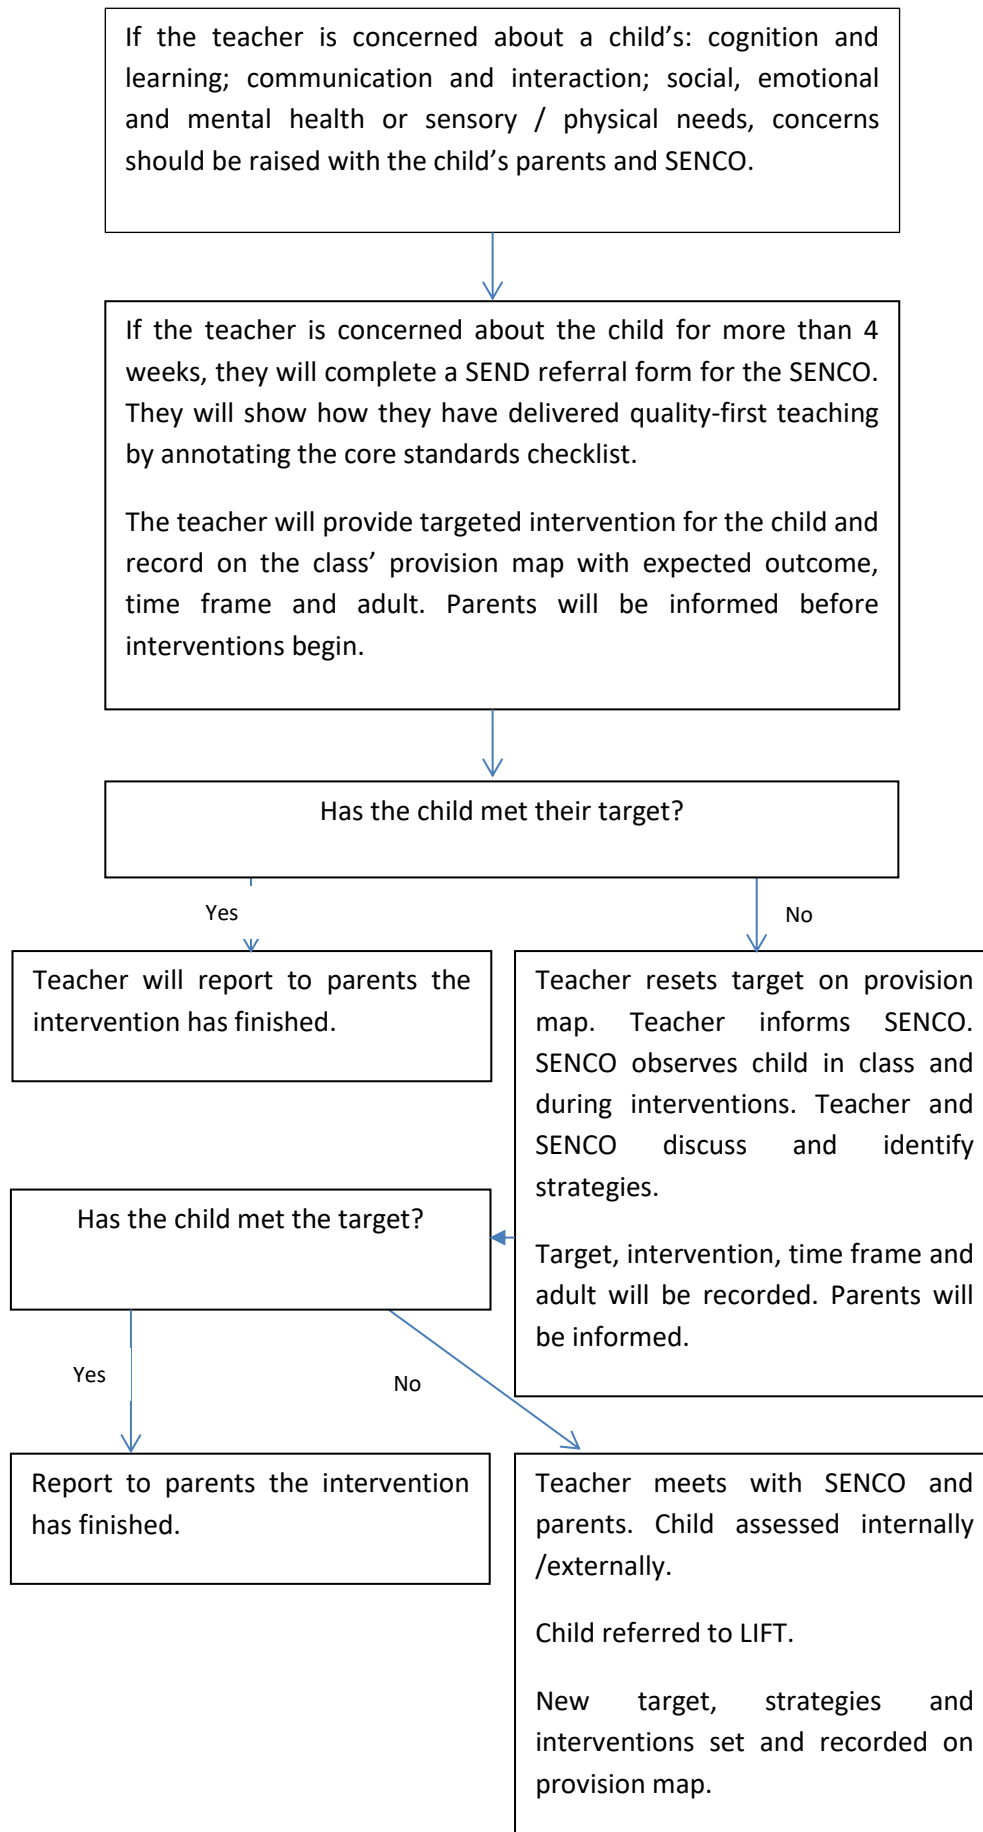 If the teacher is concerned about a child’s: cognition and
learning; communication and interaction; social, emotional
and mental health or sensory / physical needs, concerns
should be raised with the child’s parents and SENCO.
If the teacher is concerned about the child for more than 4
weeks, they will complete a SEND referral form for the SENCO.
They will show how they have delivered quality-first teaching
by annotating the core standards checklist.
The teacher will provide targeted intervention for the child and
record on the class’ provision map with expected outcome,
time frame and adult. Parents will be informed before
interventions begin.
Has the child met their target?
Yes
No
Teacher will report to parents the
intervention has finished.
Teacher resets target on provision
map. Teacher informs SENCO.
SENCO observes child in class and
during interventions. Teacher and
SENCO discuss and identify
strategies.
Target, intervention, time frame and
adult will be recorded. Parents will
be informed.
Has the child met the target?
Yes
No
Report to parents the intervention
has finished.
Teacher meets with SENCO and
parents. Child assessed internally
/externally.
Child referred to LIFT.
New target, strategies and
interventions set and recorded on
provision map.